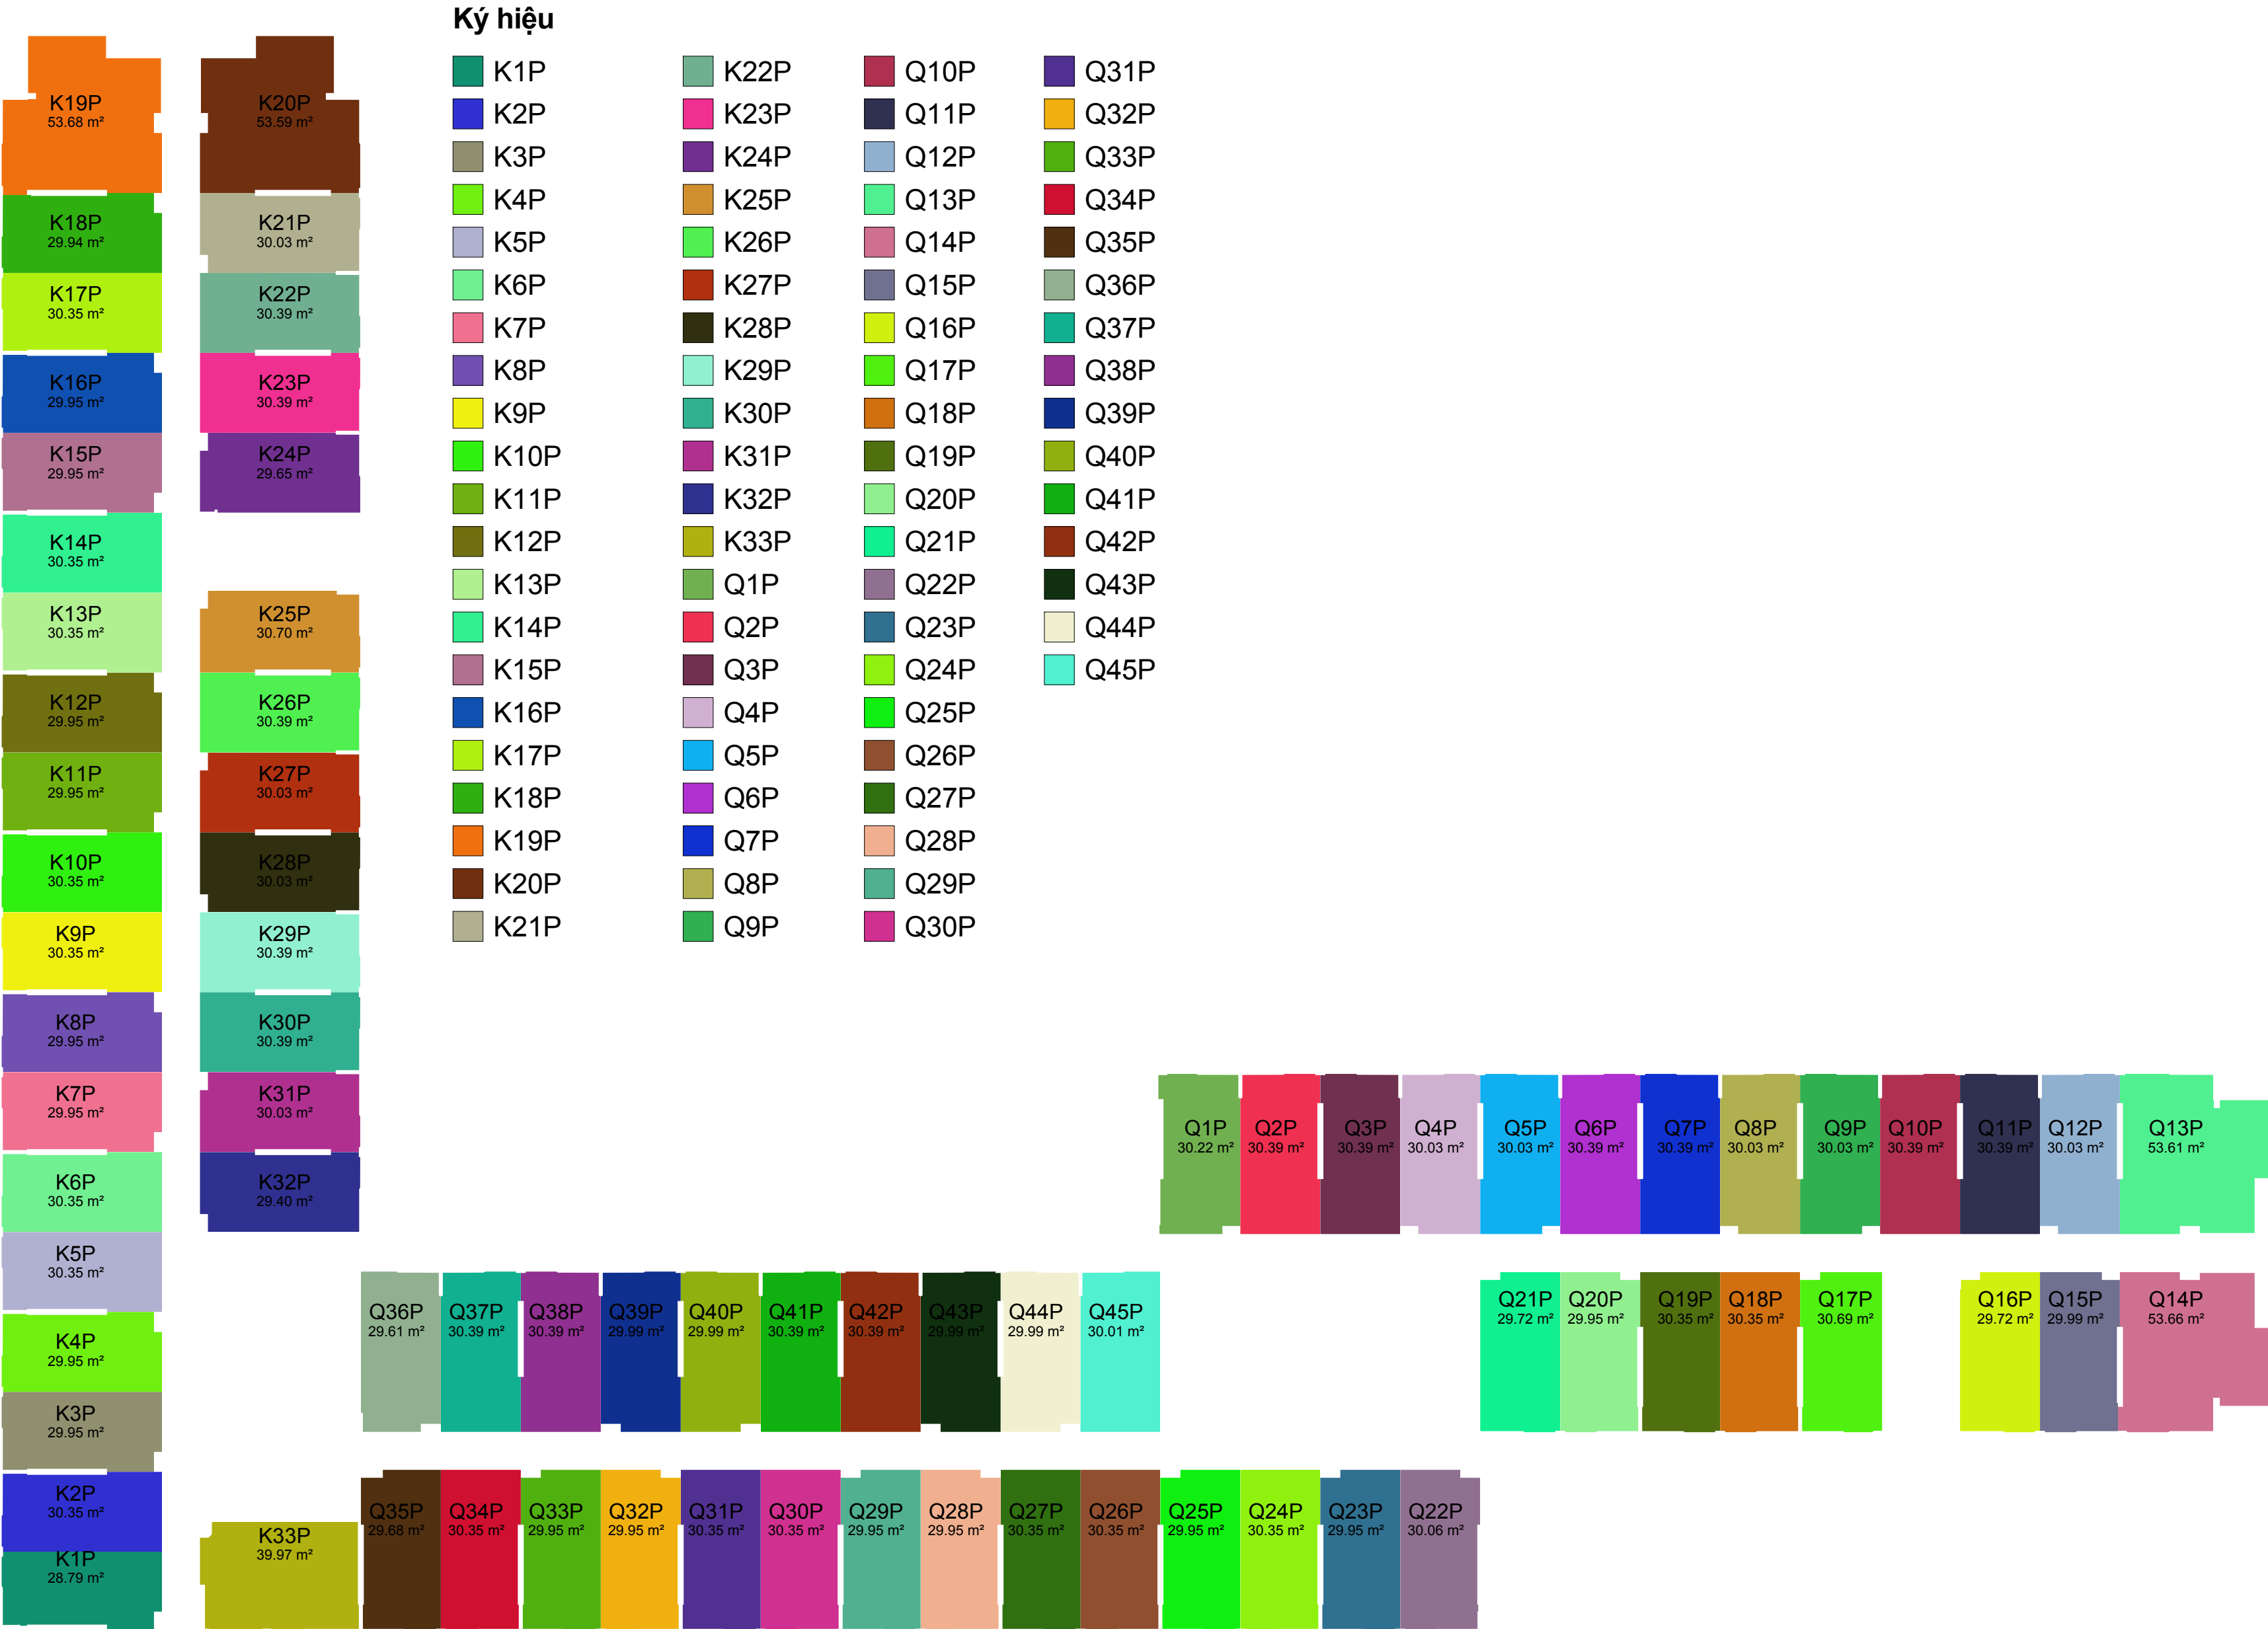 Ký hiệu
K1P
K2P
K3P
K4P
K5P
K6P
K7P
K8P
K9P
K10P
K11P
K12P
K13P
K14P
K15P
K16P
K17P
K18P
K19P
K20P
K21P
K22P
K23P
K24P
K25P
K26P
K27P
K28P
K29P
K30P
K31P
K32P
K33P
Q1P
Q2P
Q3P
Q4P
Q5P
Q6P
Q7P
Q8P
Q9P
Q10P
Q11P
Q12P
Q13P
Q14P
Q15P
Q16P
Q17P
Q18P
Q19P
Q20P
Q21P
Q22P
Q23P
Q24P
Q25P
Q26P
Q27P
Q28P
Q29P
Q30P
Q31P
Q32P
Q33P
Q34P
Q35P
Q36P
Q37P
Q38P
Q39P
Q40P
Q41P
Q42P
Q43P
Q44P
Q45P
K19P
53.68 m²
K18P
29.94 m²
K17P
30.35 m²
K16P
29.95 m²
K15P
29.95 m²
K14P
30.35 m²
K13P
30.35 m²
K12P
29.95 m²
K11P
29.95 m²
K10P
30.35 m²
K9P
30.35 m²
K8P
29.95 m²
K7P
29.95 m²
K6P
30.35 m²
K5P
30.35 m²
K4P
29.95 m²
K3P
29.95 m²
K2P
30.35 m²
K1P
28.79 m²
K20P
53.59 m²
K21P
30.03 m²
K22P
30.39 m²
K23P
30.39 m²
K24P
29.65 m²
K25P
30.70 m²
K26P
30.39 m²
K27P
30.03 m²
K28P
30.03 m²
K29P
30.39 m²
K30P
30.39 m²
K31P
30.03 m²
K32P
29.40 m²
K33P
39.97 m²
Q1P
30.22 m²
Q2P
30.39 m²
Q3P
30.39 m²
Q4P
30.03 m²
Q5P
30.03 m²
Q6P
30.39 m²
Q7P
30.39 m²
Q8P
30.03 m²
Q9P
30.03 m²
Q10P
30.39 m²
Q11P
30.39 m²
Q12P
30.03 m²
Q13P
53.61 m²
Q36P
29.61 m²
Q37P
30.39 m²
Q38P
30.39 m²
Q39P
29.99 m²
Q40P
29.99 m²
Q41P
30.39 m²
Q42P
30.39 m²
Q43P
29.99 m²
Q44P
29.99 m²
Q45P
30.01 m²
Q21P
29.72 m²
Q20P
29.95 m²
Q19P
30.35 m²
Q18P
30.35 m²
Q17P
30.69 m²
Q16P
29.72 m²
Q15P
29.99 m²
Q14P
53.66 m²
Q35P
29.68 m²
Q34P
30.35 m²
Q33P
29.95 m²
Q32P
29.95 m²
Q31P
30.35 m²
Q30P
30.35 m²
Q29P
29.95 m²
Q28P
29.95 m²
Q27P
30.35 m²
Q26P
30.35 m²
Q25P
29.95 m²
Q24P
30.35 m²
Q23P
29.95 m²
Q22P
30.06 m²